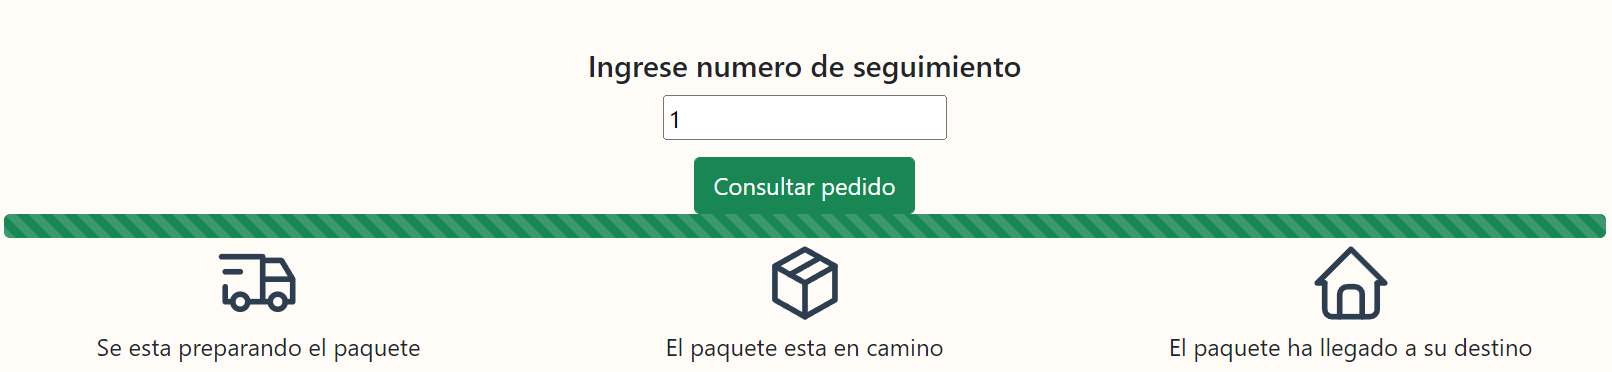 Ingrese numero de seguimiento
1
Consultar pedido
Se esta preparando el paquete
El paquete esta en camino
El paquete ha llegado a su destino